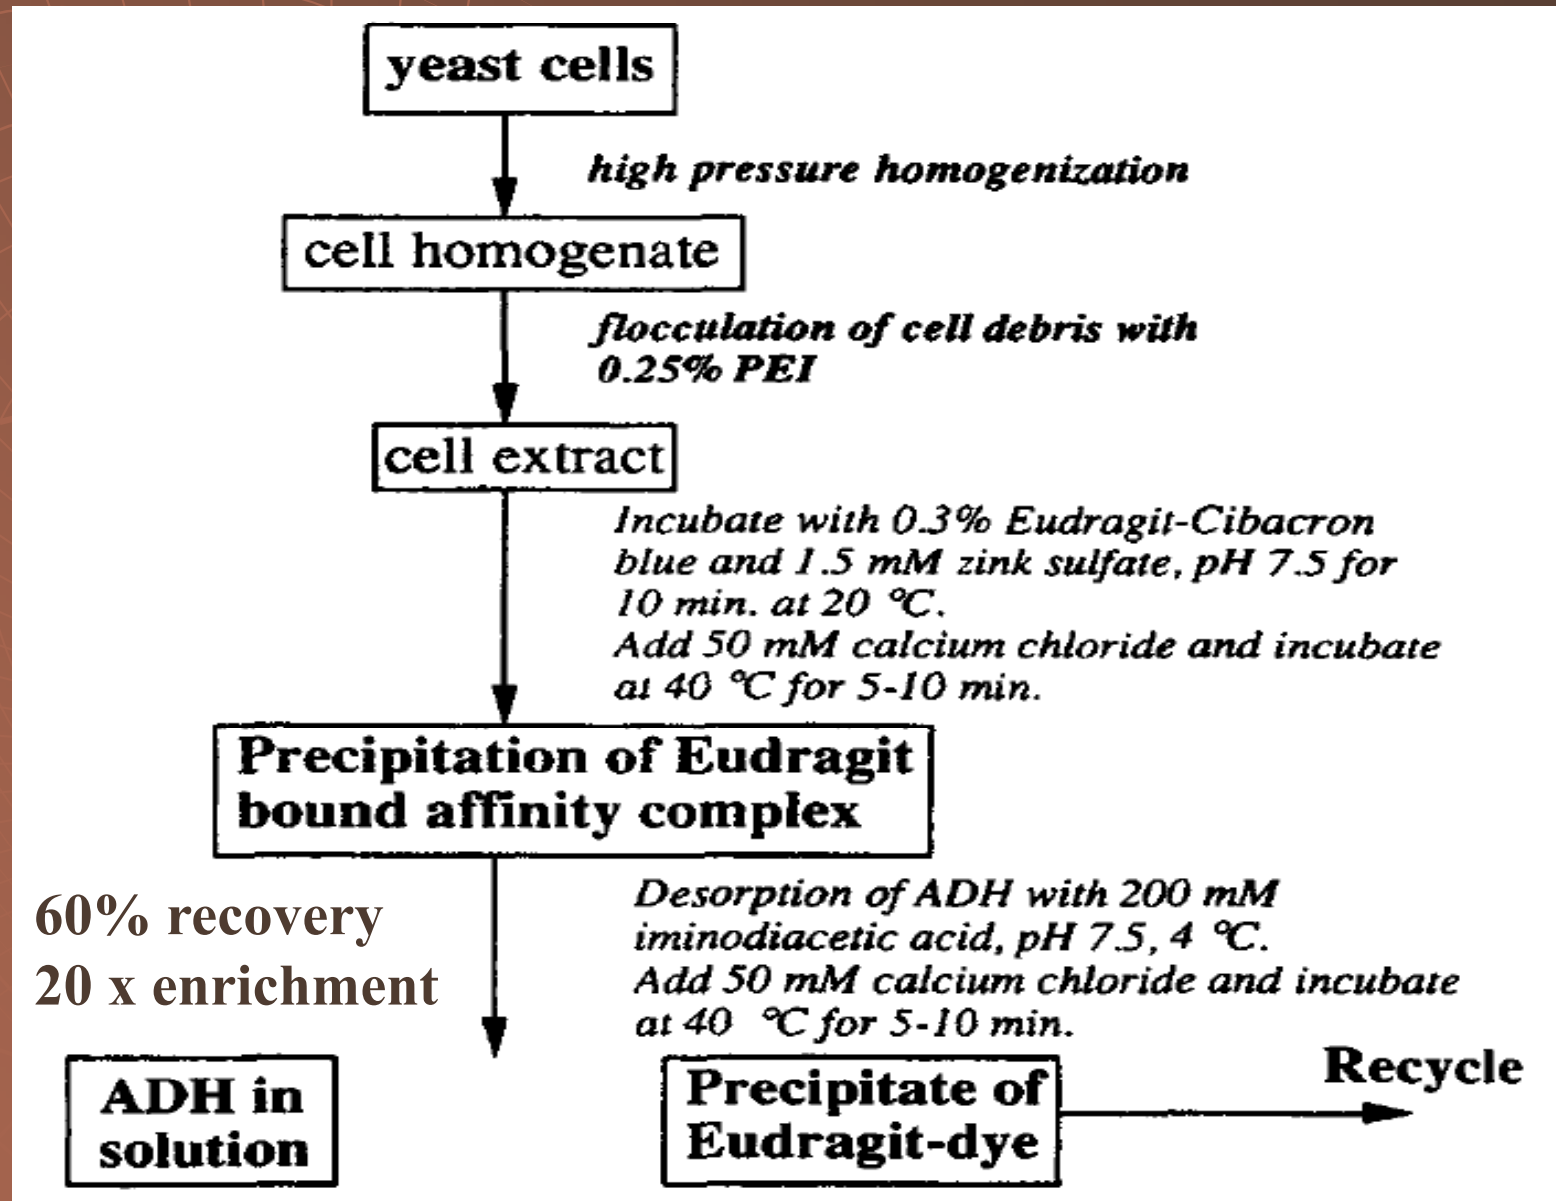 yeast cells
high pressure homogenization
cell homogenate
flocculation of cell debris with
0.25% PEI
cell extract
Incubate with 0.3% Eudragit-Cibacron
blue and 1.5 mM zink sulfate, pH 7.5 for
10 min. at 20 °C.
Add 50 mM calcium chloride and incubate
at 40 °C for 5-10 min.
Precipitation of Eudragit
bound affinity complex
60% recovery
20 x enrichment
Desorption of ADH with 200 mM
iminodiacetic acid, pH 7.5, 4 °C.
Add 50 mM calcium chloride and incubate
at 40 °C for 5-10 min.
ADH in
solution
Precipitate of
Eudragit-dye
Recycle